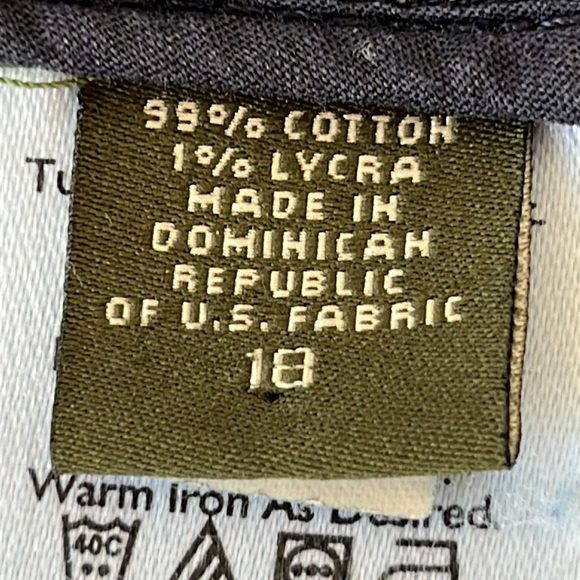 99% COTTON
1% LYCRA
MADE IN
DOMINICAN
REPUBLIC
OF U.S. FABRIC
18
Warm Iron As Desired.
40C